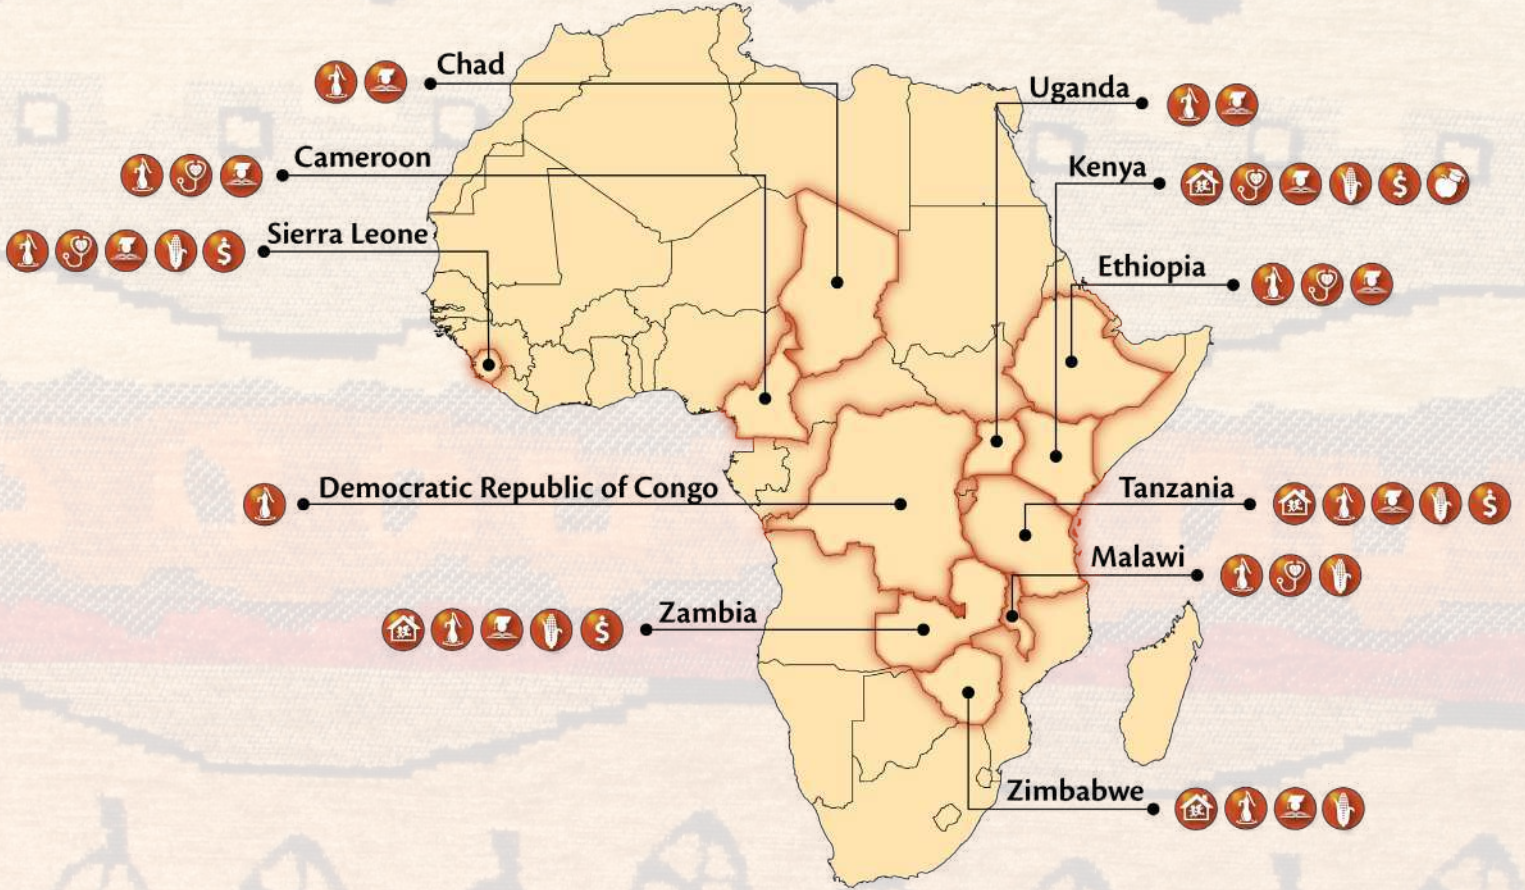 Chad
Uganda
Cameroon
Kenya
Sierra Leone
Ethiopia
Democratic Republic of Congo
Tanzania
Malawi
Zambia
Zimbabwe